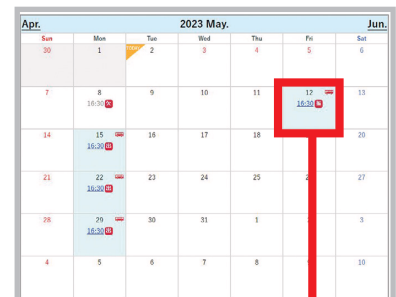 Apr. 2023 May. Jun.
Sun Mon Tue Wed Thu Fri Sat
30 1 2 3 4 5 6
7 8 9 10 11 12 13
16:30 16:30
14 15 16 17 18 20
16:30
21 22 23 24 25 27
16:30
28 29 30 31 1 3
16:30
4 5 6 7 8 10